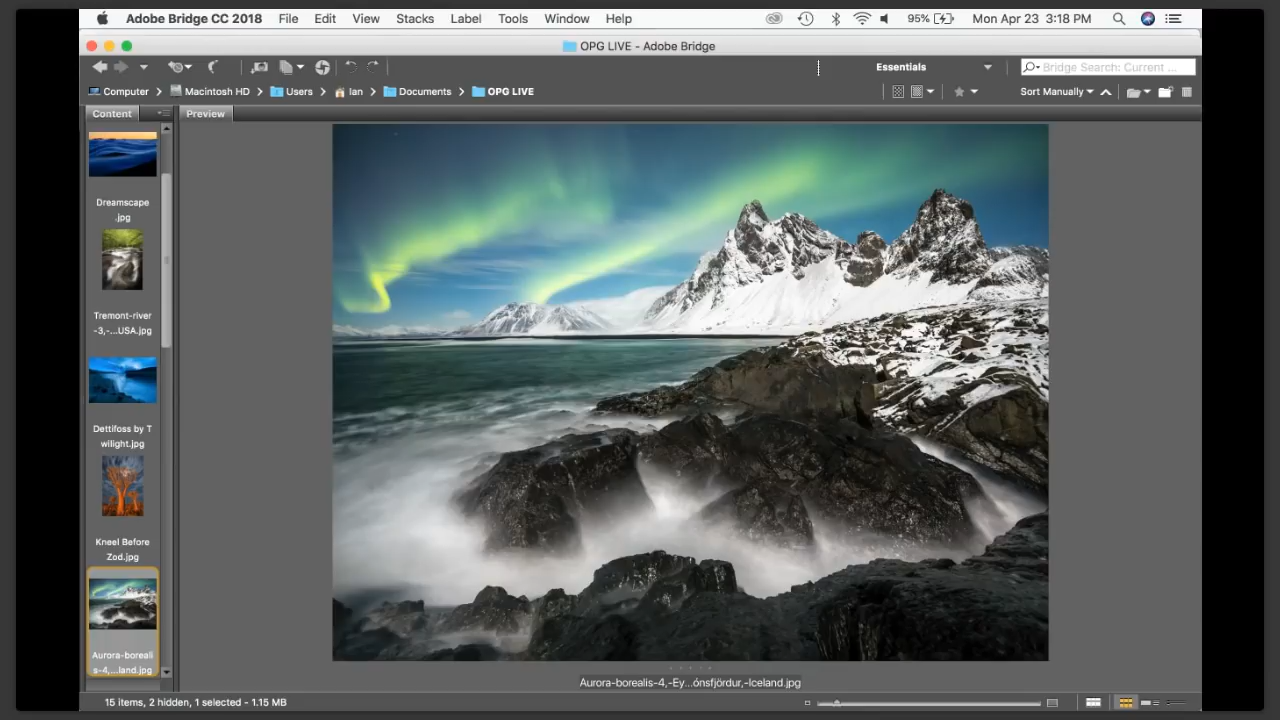 Adobe Bridge CC 2018 File Edit View Stacks Label Tools Window Help 95% Mon Apr 23 3:18 PM
OPG LIVE - Adobe Bridge
Essentials Bridge Search: Current ...
Computer Macintosh HD Users Ian Documents OPG LIVE Sort Manually
Content Preview
Dreamscape
.jpg
Tremont-river
-3,-...USA.jpg
Dettifoss by T
wilight.jpg
Kneel Before
Zod.jpg
Aurora-boreali
s-4,...land.jpg
Aurora-borealis-4,-Ey...ónsfjördur,-Iceland.jpg
15 items, 2 hidden, 1 selected - 1.15 MB